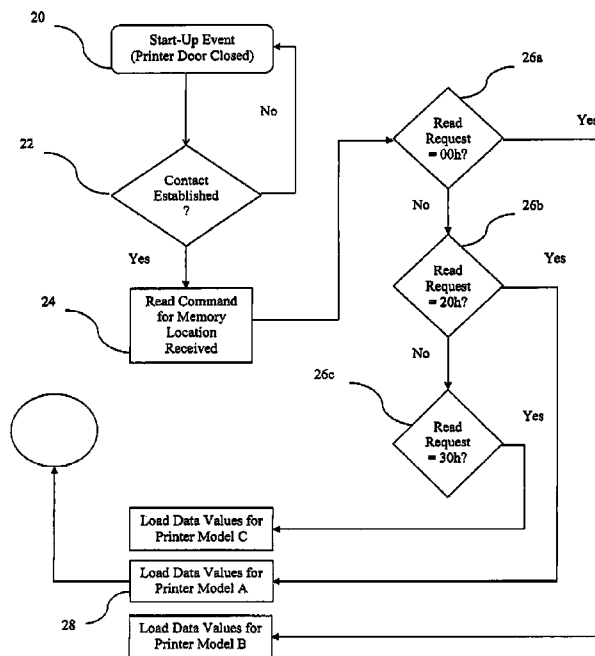 20
Start-Up Event
(Printer Door Closed)
No
22
Contact
Established
?
Yes
24
Read Command
for Memory
Location
Received
26a
Read
Request
= 00h?
Yes
No
26b
Read
Request
= 20h?
Yes
No
26c
Read
Request
= 30h?
Yes
Load Data Values for
Printer Model C
Load Data Values for
Printer Model A
28
Load Data Values for
Printer Model B